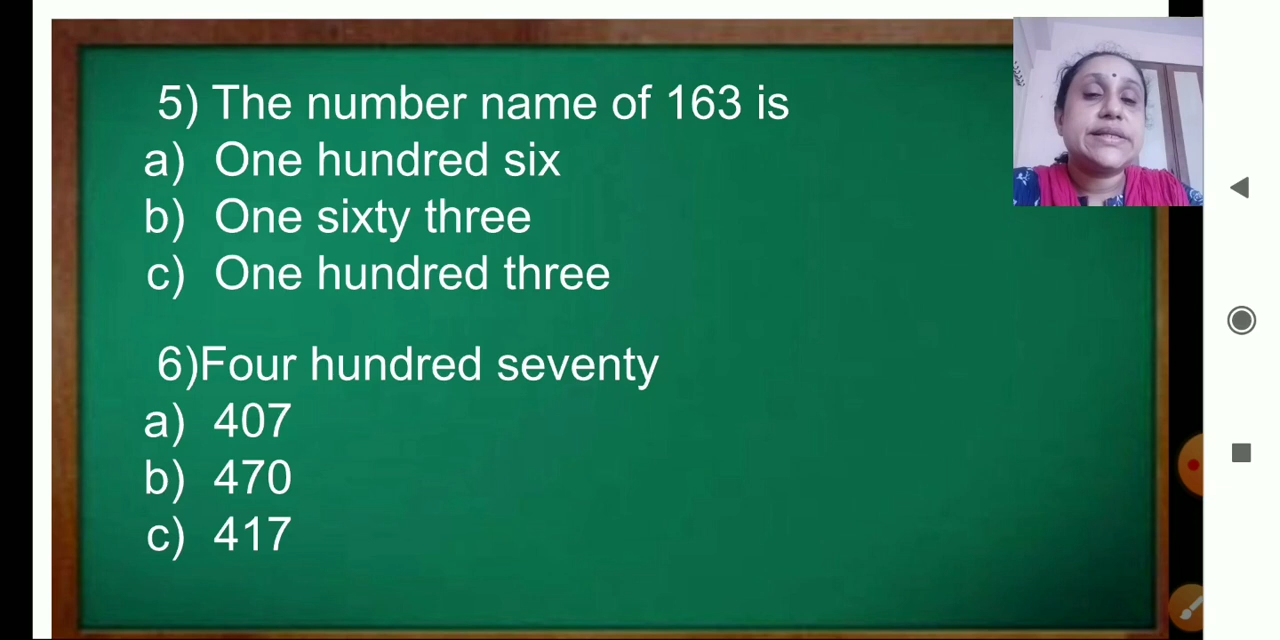 5) The number name of 163 is
a) One hundred six
b) One sixty three
c) One hundred three
6)Four hundred seventy
a) 407
b) 470
c) 417